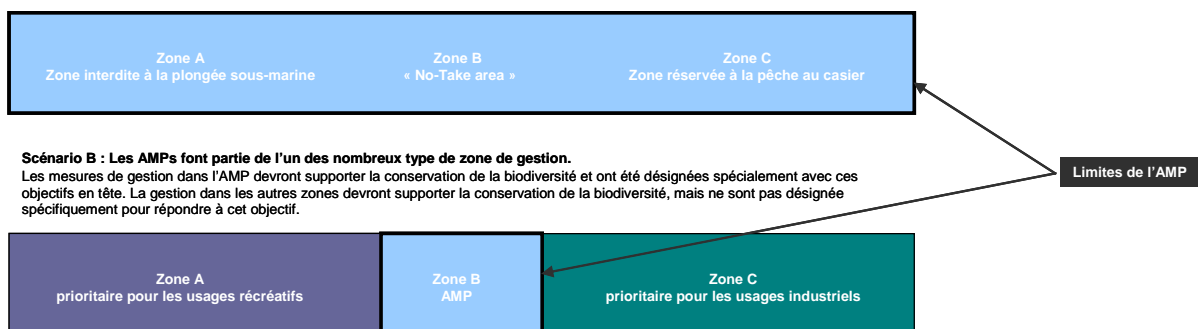 Zone A
Zone interdite à la plongée sous-marine
Zone B
« No-Take area »
Zone C
Zone réservée à la pêche au casier
Scénario B : Les AMPs font partie de l'un des nombreux type de zone de gestion.
Les mesures de gestion dans l'AMP devront supporter la conservation de la biodiversité et ont été désignées spécialement avec ces
objectifs en tête. La gestion dans les autres zones devront supporter la conservation de la biodiversité, mais ne sont pas désignée
spécifiquement pour répondre à cet objectif.
Limites de l'AMP
Zone A
prioritaire pour les usages récréatifs
Zone B
AMP
Zone C
prioritaire pour les usages industriels